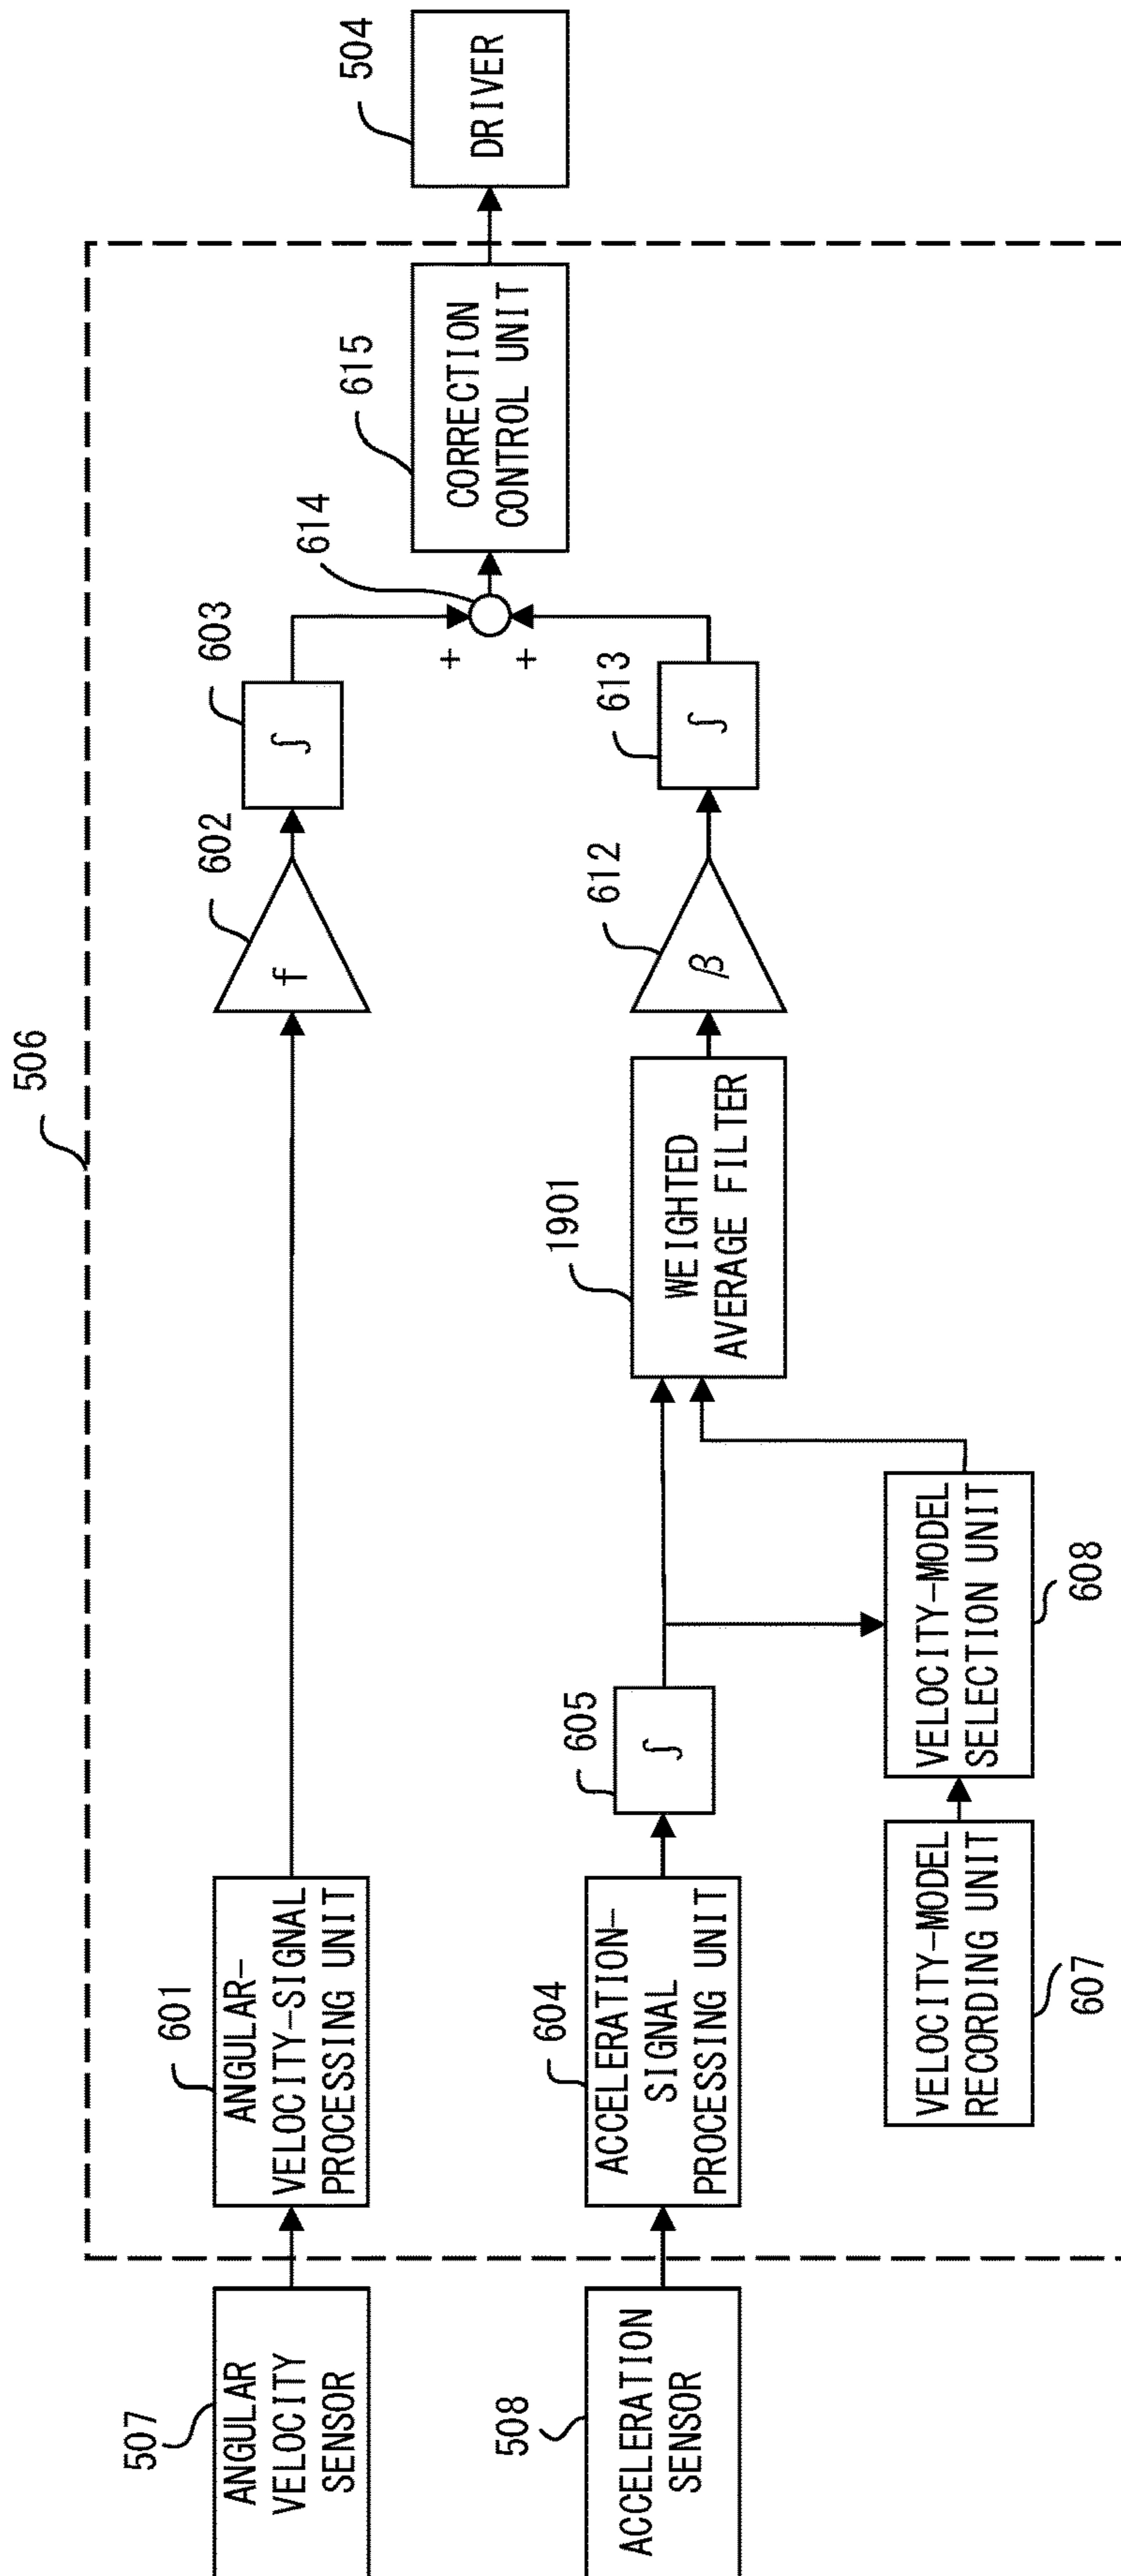 506
507
ANGULAR
VELOCITY
SENSOR
601
ANGULAR-
VELOCITY-SIGNAL
PROCESSING UNIT
602
f
603
∫
614
+
+
615
CORRECTION
CONTROL UNIT
504
DRIVER
508
ACCELERATION
SENSOR
604
ACCELERATION-
SIGNAL
PROCESSING UNIT
605
∫
1901
WEIGHTED
AVERAGE FILTER
612
β
613
∫
VELOCITY-MODEL
RECORDING UNIT
607
VELOCITY-MODEL
SELECTION UNIT
608